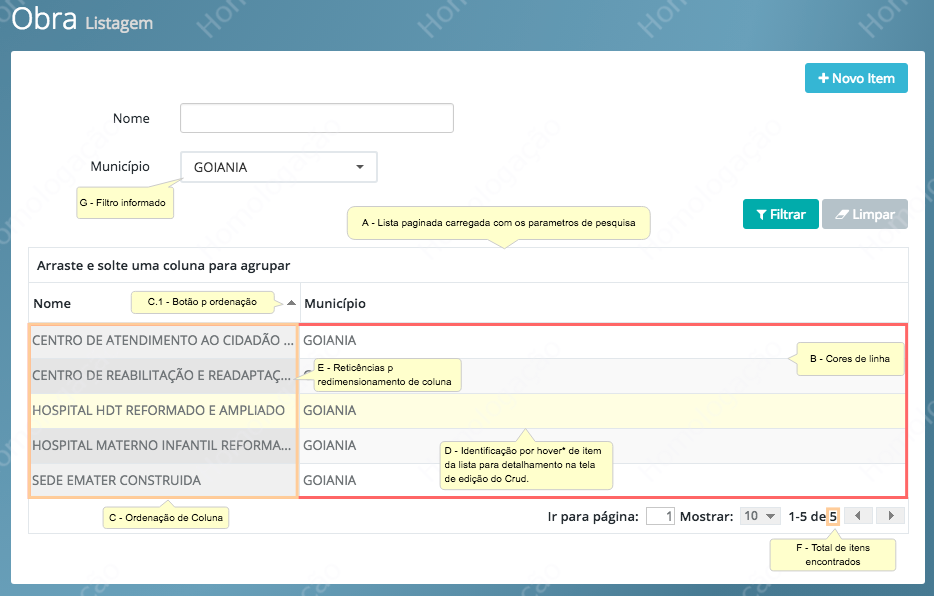 Obra Listagem
+ Novo Item
Nome
Município
GOIANIA
G - Filtro informado
A - Lista paginada carregada com os parametros de pesquisa
Filtrar
Limpar
Arraste e solte uma coluna para agrupar
Nome
C.1 - Botão p ordenação
Município
CENTRO DE ATENDIMENTO AO CIDADÃO ...
GOIANIA
B - Cores de linha
CENTRO DE REABILITAÇÃO E READAPTAÇ...
E - Reticências p
redimensionamento de coluna
HOSPITAL HDT REFORMADO E AMPLIADO
GOIANIA
HOSPITAL MATERNO INFANTIL REFORMA...
GOIANIA
D - Identificação por hover* de item
da lista para detalhamento na tela
de edição do Crud.
SEDE EMATER CONSTRUIDA
GOIANIA
C - Ordenação de Coluna
Ir para página: 1 Mostrar: 10 1-5 de 5
F - Total de itens
encontrados
Homologacão